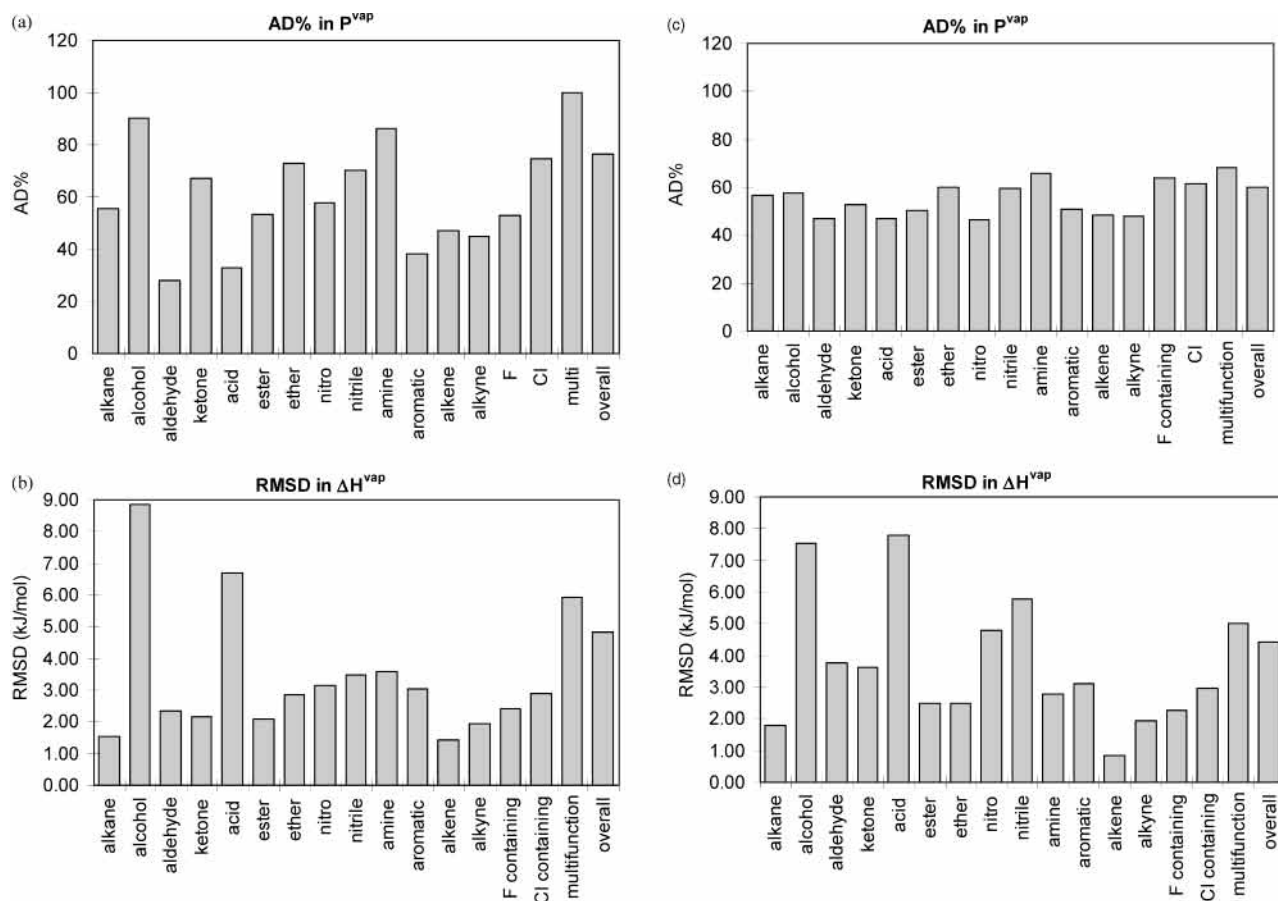 (a)
AD% in P^vap
120
100
80
60
40
20
0
AD%
alkane
alcohol
aldehyde
ketone
acid
ester
ether
nitro
nitrile
amine
aromatic
alkene
alkyne
F
Cl
multi
overall
(b)
RMSD in ΔH^vap
9.00
8.00
7.00
6.00
5.00
4.00
3.00
2.00
1.00
0.00
RMSD (kJ/mol)
alkane
alcohol
aldehyde
ketone
acid
ester
ether
nitro
nitrile
amine
aromatic
alkene
alkyne
F containing
Cl containing
multifunction
overall
(c)
AD% in P^vap
120
100
80
60
40
20
0
AD%
alkane
alcohol
aldehyde
ketone
acid
ester
ether
nitro
nitrile
amine
aromatic
alkene
alkyne
F containing
Cl
multifunction
overall
(d)
RMSD in ΔH^vap
9.00
8.00
7.00
6.00
5.00
4.00
3.00
2.00
1.00
0.00
RMSD (kJ/mol)
alkane
alcohol
aldehyde
ketone
acid
ester
ether
nitro
nitrile
amine
aromatic
alkene
alkyne
F containing
Cl containing
multifunction
overall